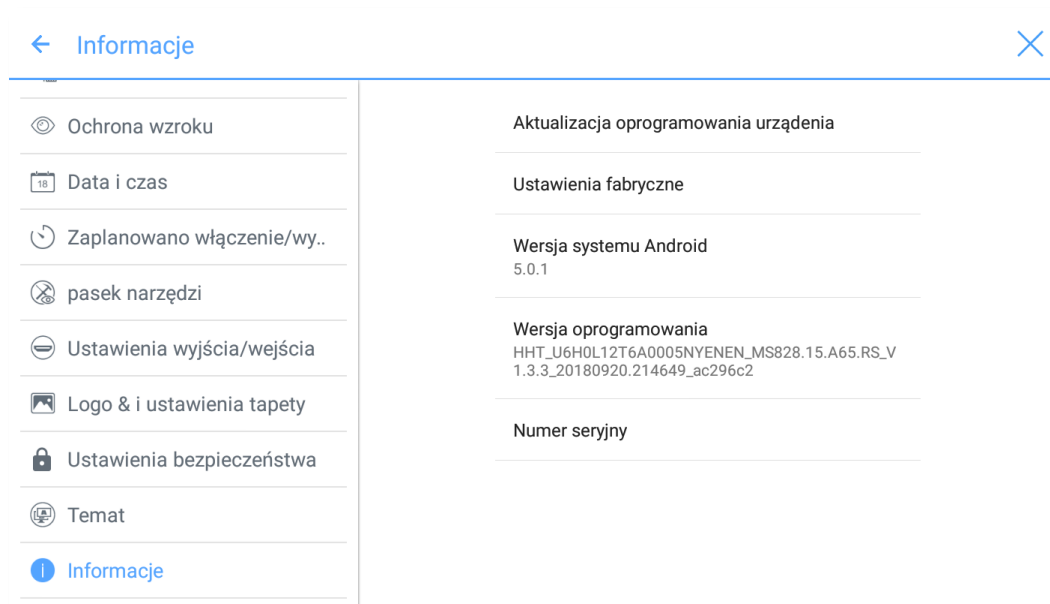 Informacje
Ochrona wzroku
18
Data i czas
Zaplanowano włączenie/wy..
pasek narzędzi
Ustawienia wyjścia/wejścia
Logo & i ustawienia tapety
Ustawienia bezpieczeństwa
Temat
Informacje
Aktualizacja oprogramowania urządenia
Ustawienia fabryczne
Wersja systemu Android
5.0.1
Wersja oprogramowania
HHT_U6H0L12T6A0005NYENEN_MS828.15.A65.RS_V
1.3.3_20180920.214649_ac296c2
Numer seryjny